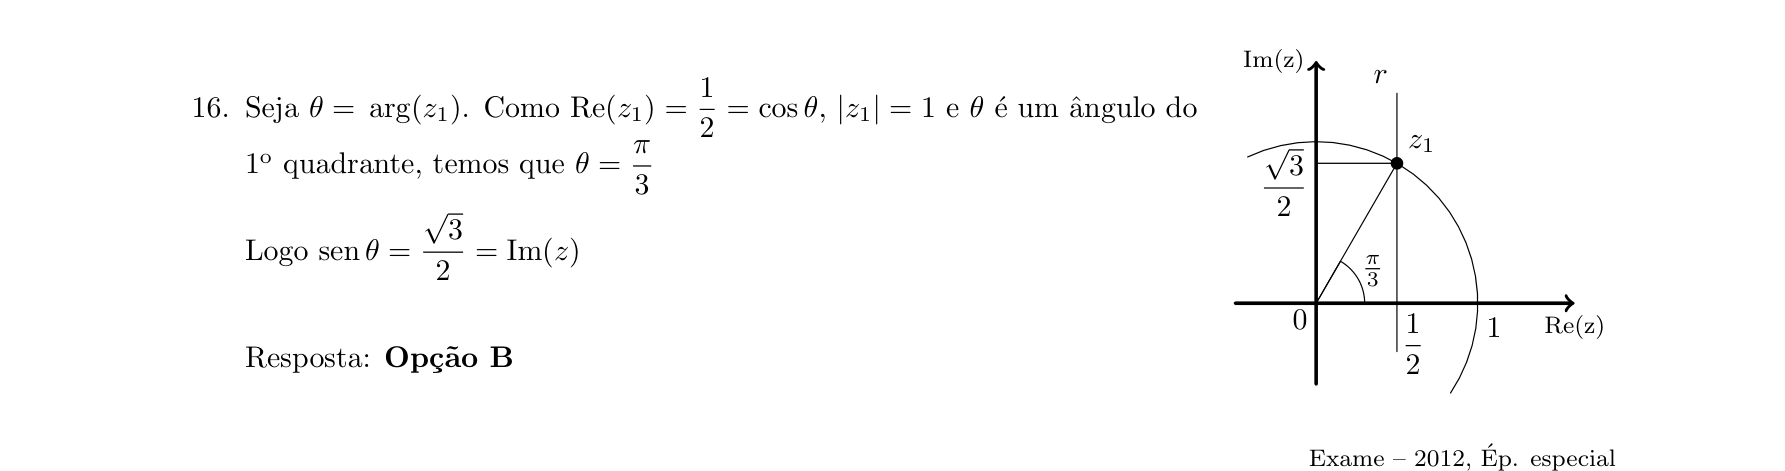 16. Seja θ = arg(z₁). Como Re(z₁) = 1/2 = cos θ, |z₁| = 1 e θ é um ângulo do
1º quadrante, temos que θ = π/3
Logo sen θ = √3/2 = Im(z)
Resposta: Opção B
Im(z)
r
z₁
√3/2
π/3
0
1/2
1
Re(z)
Exame – 2012, Ép. especial